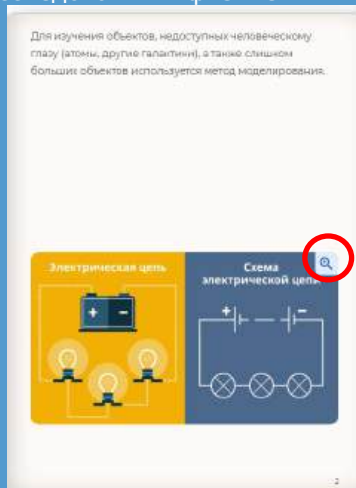 Для изучения объектов, недоступных человеческому
глазу (атомы, другие галактики), а также слишком
больших объектов используется метод моделирования.
Электрическая цепь
Схема
электрической цепи
+ -
+ -
2